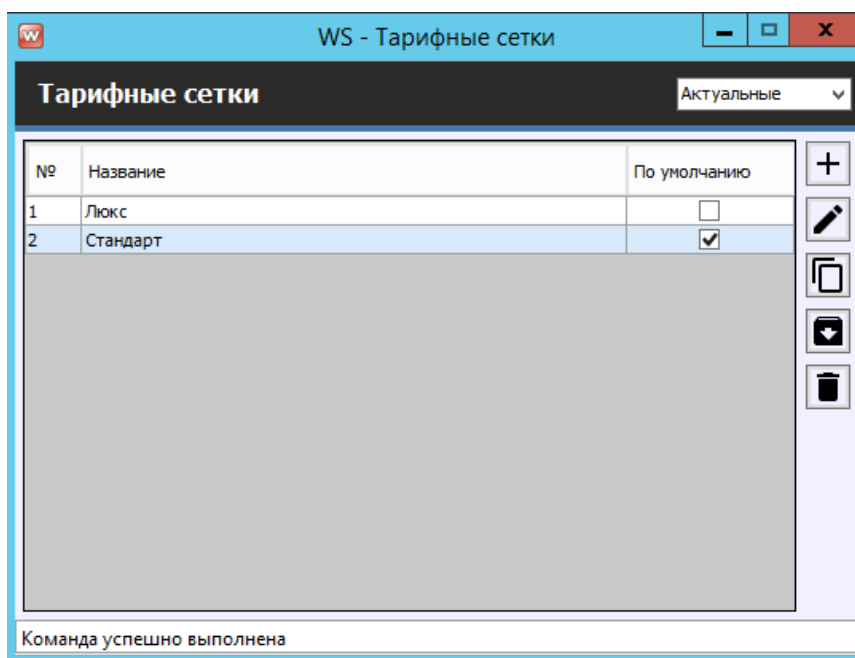 WS - Тарифные сетки
Тарифные сетки
Актуальные
№ Название По умолчанию
1 Люкс
2 Стандарт
Команда успешно выполнена